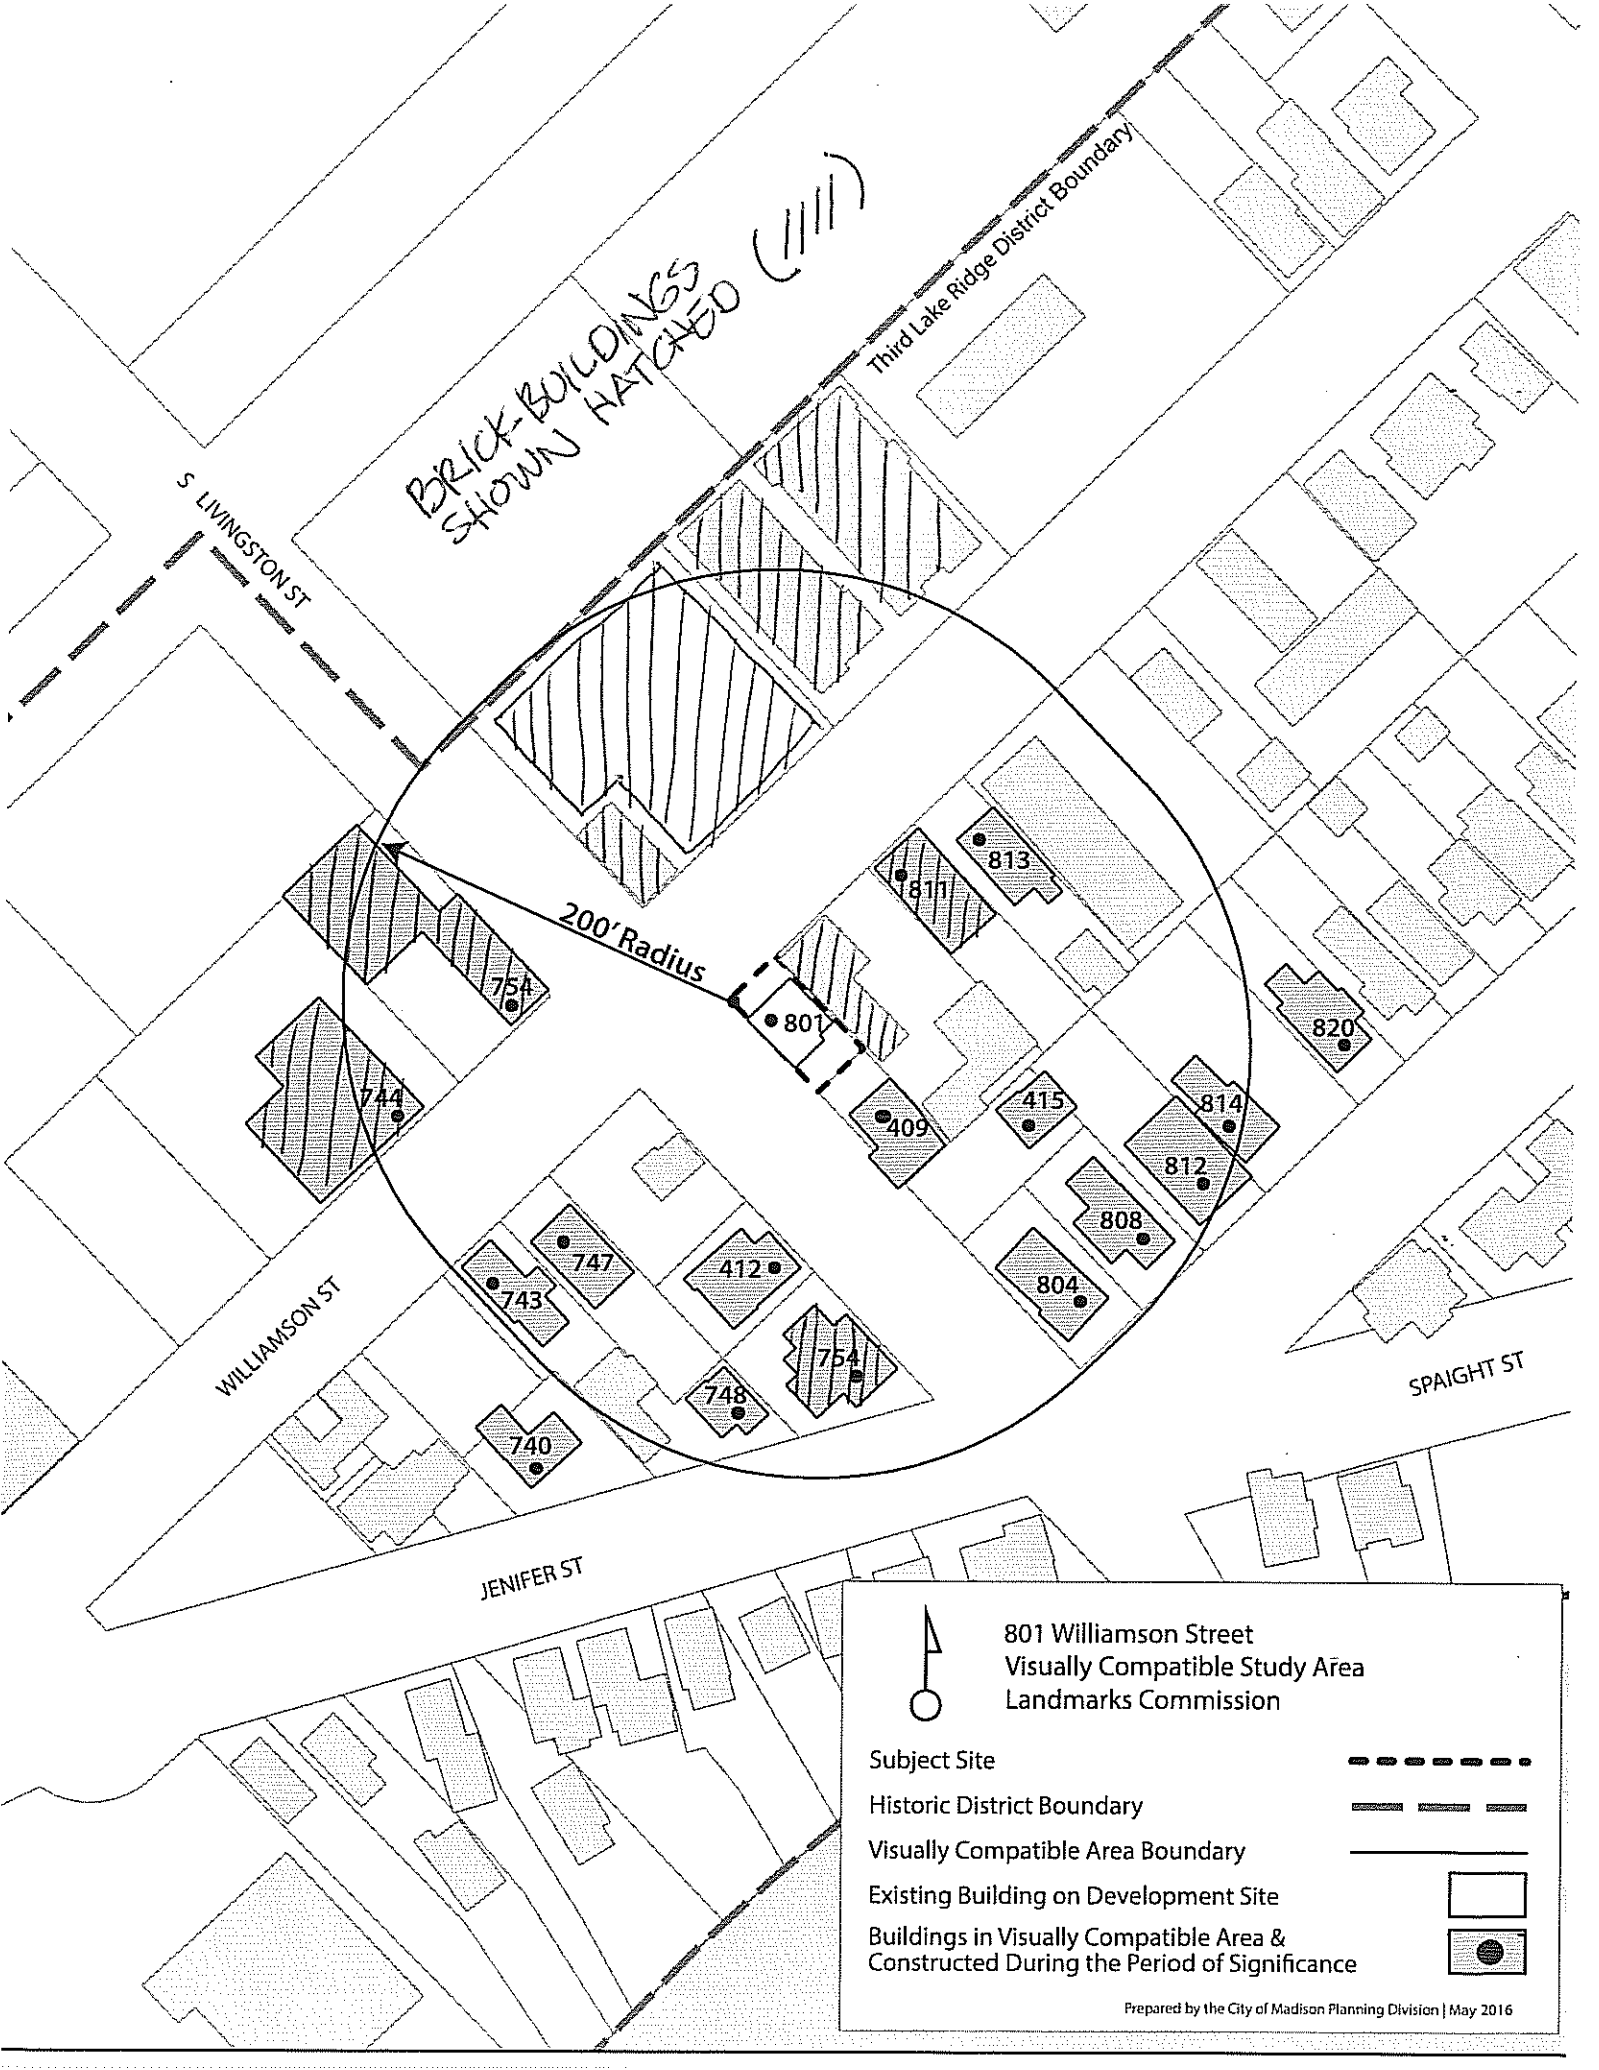 Third Lake Ridge District Boundary
BRICK-BUILDINGS
SHOWN HATCHED (////)
S LIVINGSTON ST
813
811
200' Radius
754
801
820
744
415
814
409
812
808
747
412
743
804
754
748
740
WILLIAMSON ST
SPAIGHT ST
JENIFER ST
801 Williamson Street
Visually Compatible Study Area
Landmarks Commission
Subject Site
Historic District Boundary
Visually Compatible Area Boundary
Existing Building on Development Site
Buildings in Visually Compatible Area &
Constructed During the Period of Significance
Prepared by the City of Madison Planning Division | May 2016